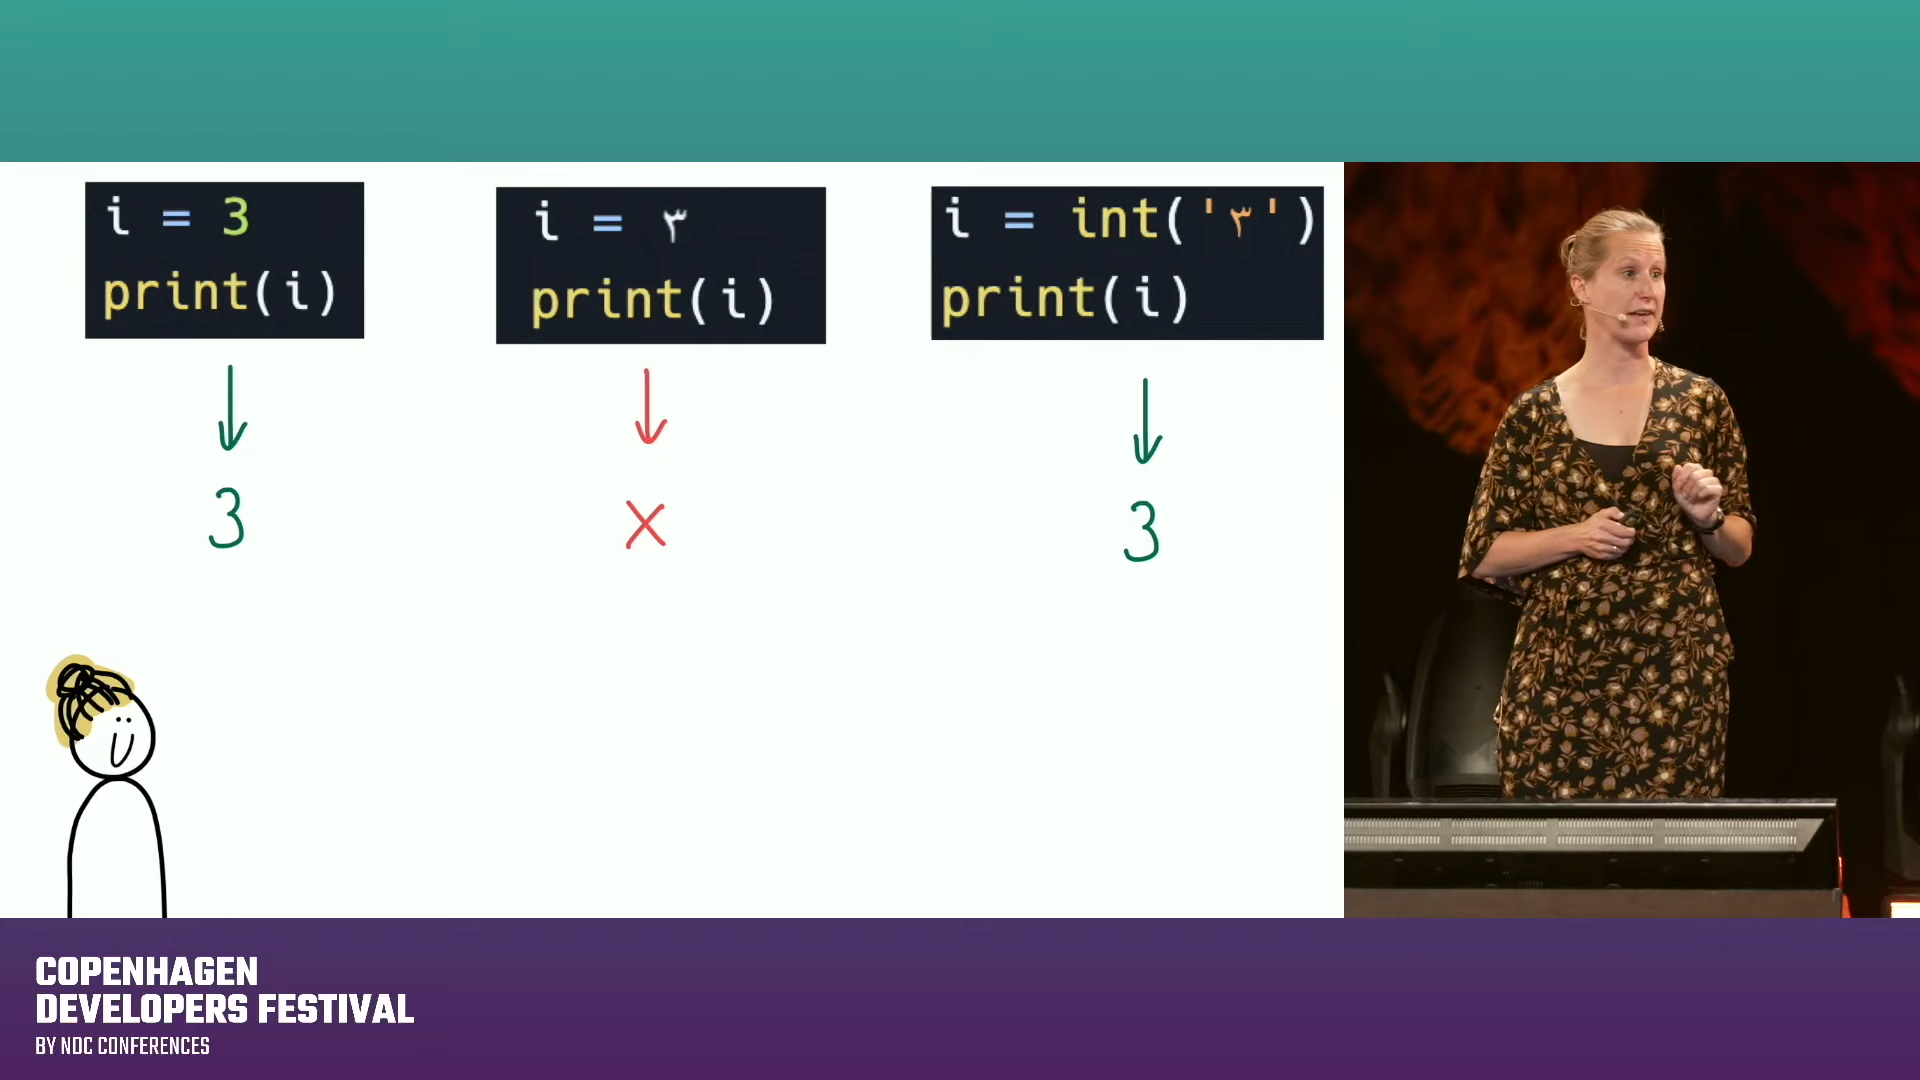 i = 3
print(i)
i = ٣
print(i)
i = int('٣')
print(i)
3
X
3
COPENHAGEN
DEVELOPERS FESTIVAL
BY NDC CONFERENCES